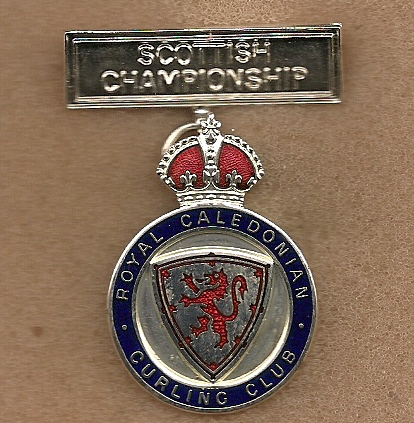 SCOTTISH
CHAMPIONSHIP
ROYAL CALEDONIAN
CURLING CLUB